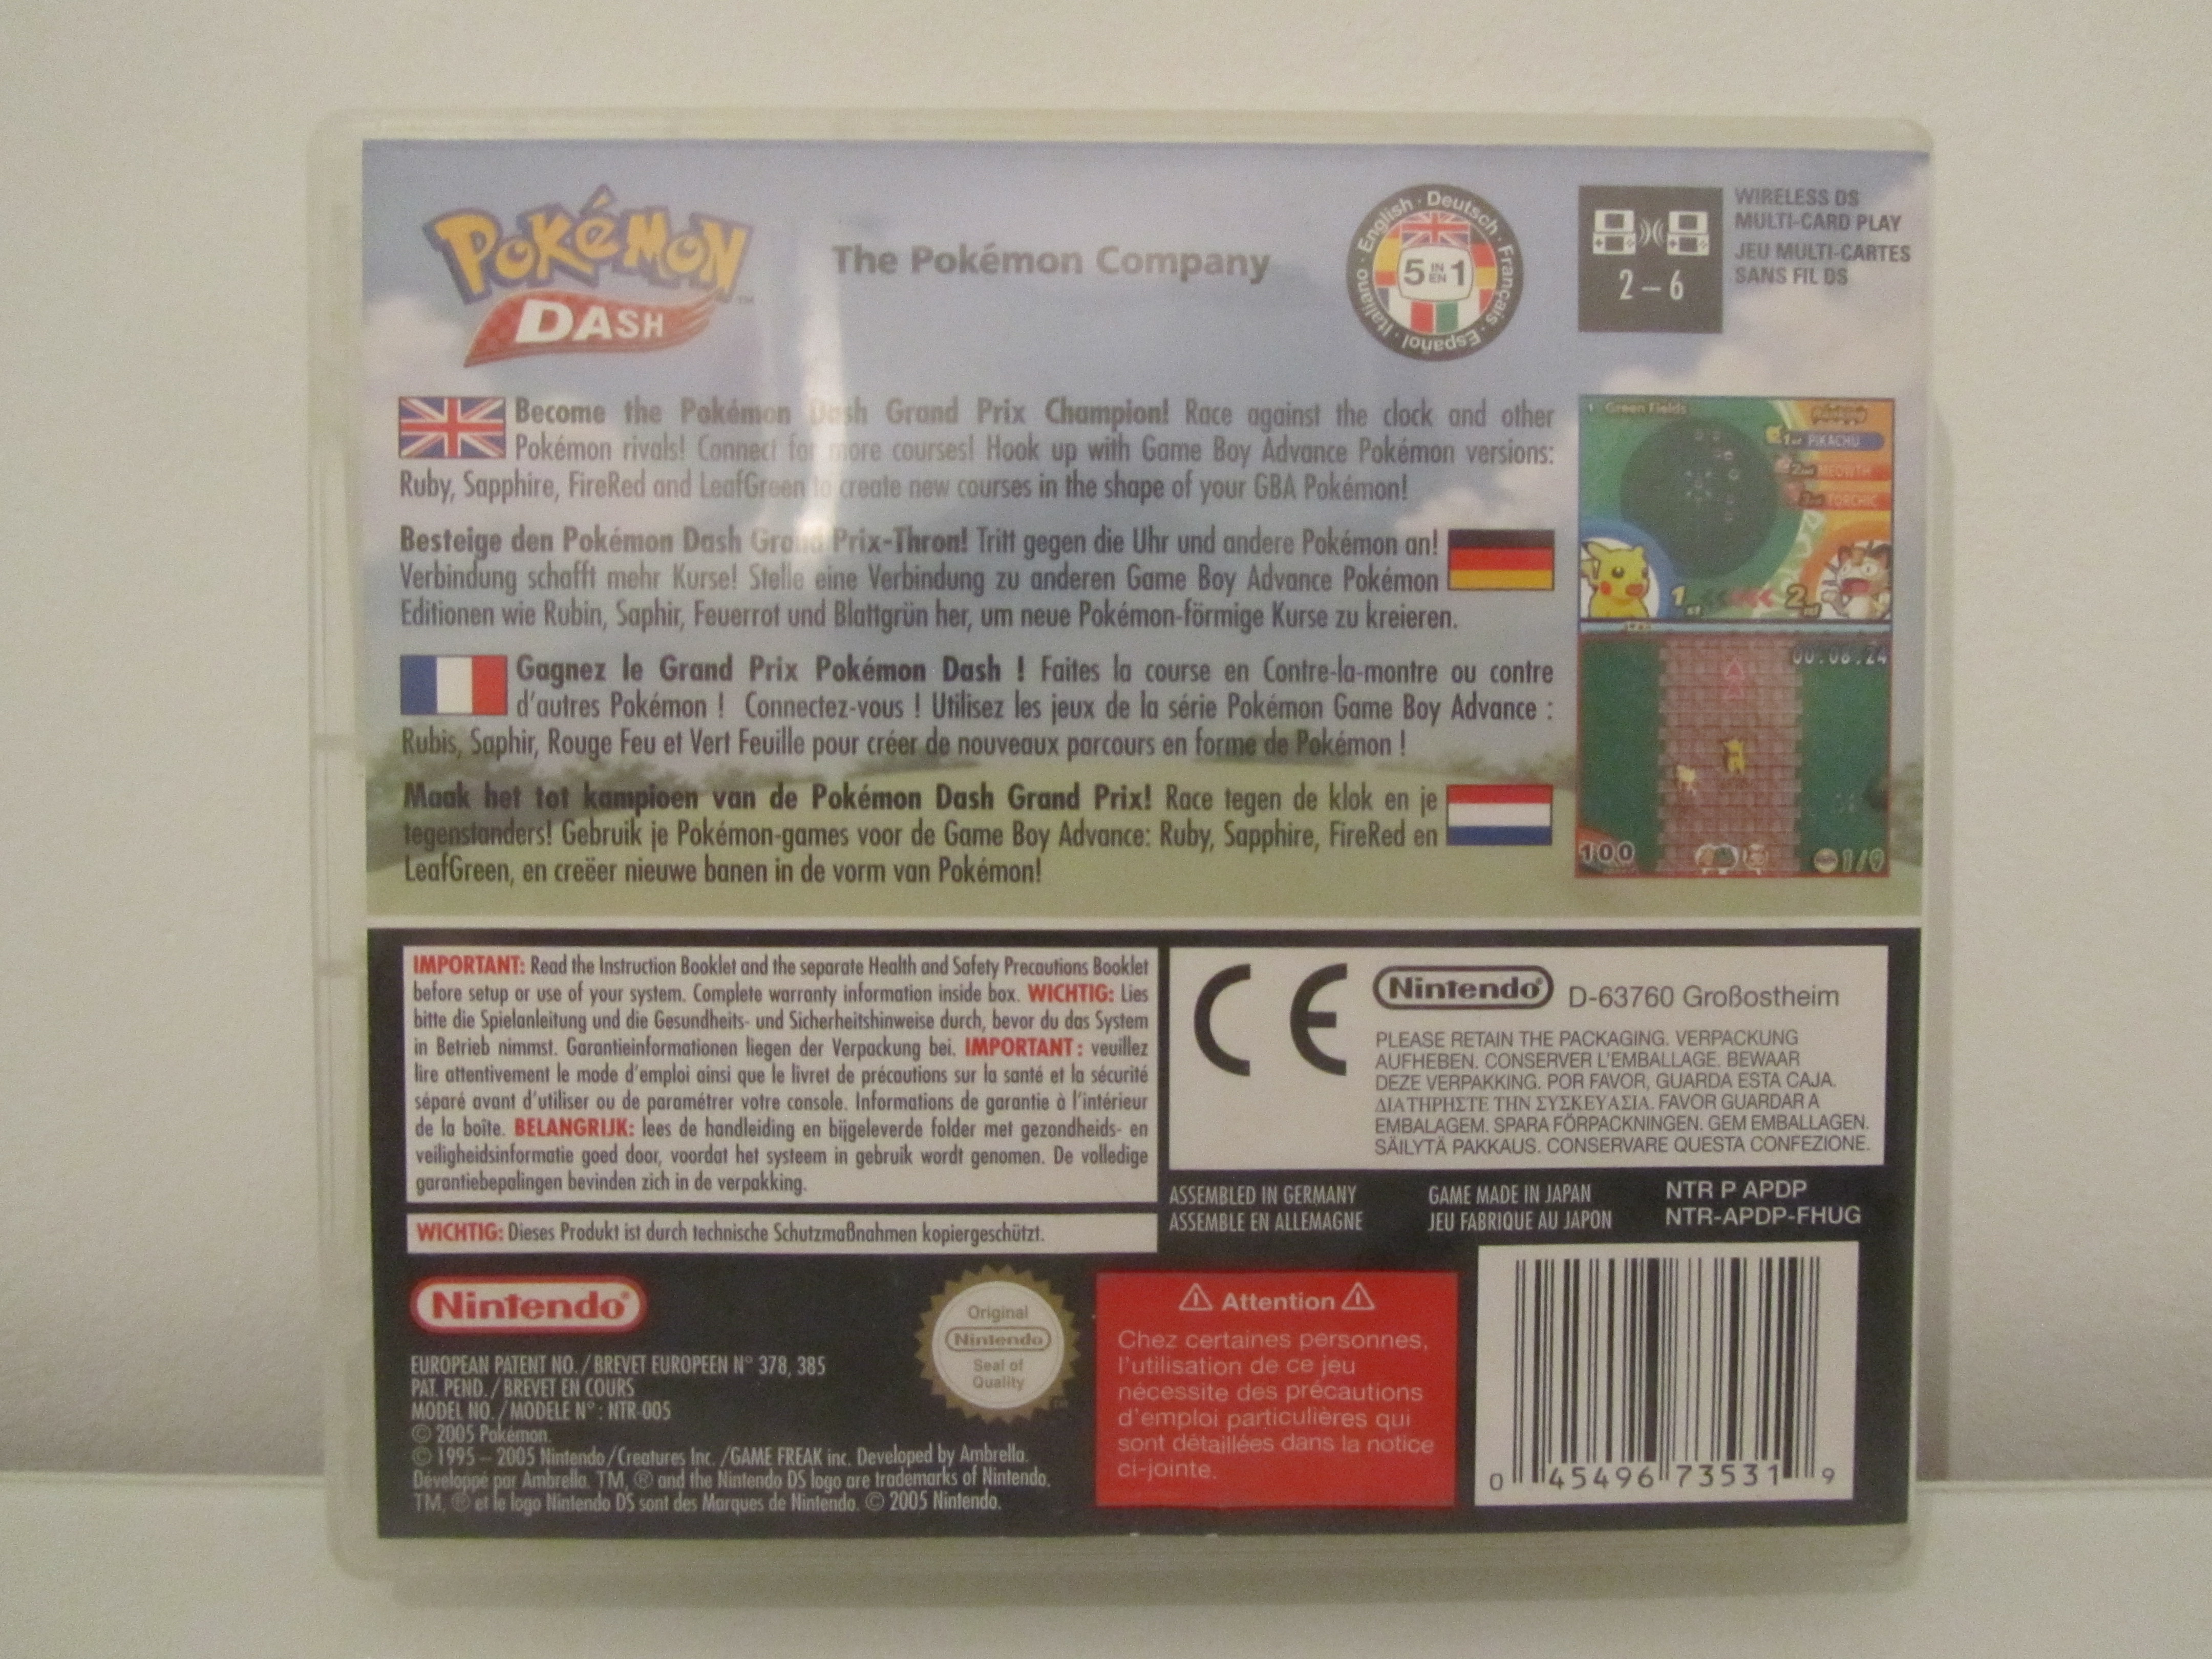 POKéMON™
DASH
The Pokémon Company
English · Deutsch · Français · Español · Italiano ·
5 IN EN 1
2 – 6
WIRELESS DS
MULTI-CARD PLAY
JEU MULTI-CARTES
SANS FIL DS
Become the Pokémon Dash Grand Prix Champion! Race against the clock and other
Pokémon rivals! Connect for more courses! Hook up with Game Boy Advance Pokémon versions:
Ruby, Sapphire, FireRed and LeafGreen to create new courses in the shape of your GBA Pokémon!
Besteige den Pokémon Dash Grand Prix-Thron! Tritt gegen die Uhr und andere Pokémon an!
Verbindung schafft mehr Kurse! Stelle eine Verbindung zu anderen Game Boy Advance Pokémon
Editionen wie Rubin, Saphir, Feuerrot und Blattgrün her, um neue Pokémon-förmige Kurse zu kreieren.
Gagnez le Grand Prix Pokémon Dash ! Faites la course en Contre-la-montre ou contre
d'autres Pokémon ! Connectez-vous ! Utilisez les jeux de la série Pokémon Game Boy Advance :
Rubis, Saphir, Rouge Feu et Vert Feuille pour créer de nouveaux parcours en forme de Pokémon !
Maak het tot kampioen van de Pokémon Dash Grand Prix! Race tegen de klok en je
tegenstanders! Gebruik je Pokémon-games voor de Game Boy Advance: Ruby, Sapphire, FireRed en
LeafGreen, en creëer nieuwe banen in de vorm van Pokémon!
1 Green Fields
Ranking
1st PIKACHU
2nd MEOWTH
3rd TORCHIC
1st
2nd
00:08:24
100
1/9
IMPORTANT: Read the Instruction Booklet and the separate Health and Safety Precautions Booklet
before setup or use of your system. Complete warranty information inside box. WICHTIG: Lies
bitte die Spielanleitung und die Gesundheits- und Sicherheitshinweise durch, bevor du das System
in Betrieb nimmst. Garantieinformationen liegen der Verpackung bei. IMPORTANT : veuillez
lire attentivement le mode d'emploi ainsi que le livret de précautions sur la santé et la sécurité
séparé avant d'utiliser ou de paramétrer votre console. Informations de garantie à l'intérieur
de la boîte. BELANGRIJK: lees de handleiding en bijgeleverde folder met gezondheids- en
veiligheidsinformatie goed door, voordat het systeem in gebruik wordt genomen. De volledige
garantiebepalingen bevinden zich in de verpakking.
WICHTIG: Dieses Produkt ist durch technische Schutzmaßnahmen kopiergeschützt.
CE
Nintendo® D-63760 Großostheim
PLEASE RETAIN THE PACKAGING. VERPACKUNG
AUFHEBEN. CONSERVER L'EMBALLAGE. BEWAAR
DEZE VERPAKKING. POR FAVOR, GUARDA ESTA CAJA.
ΔΙΑΤΗΡΗΣΤΕ ΤΗΝ ΣΥΣΚΕΥΑΣΙΑ. FAVOR GUARDAR A
EMBALAGEM. SPARA FÖRPACKNINGEN. GEM EMBALLAGEN.
SÄILYTÄ PAKKAUS. CONSERVARE QUESTA CONFEZIONE.
ASSEMBLED IN GERMANY
ASSEMBLE EN ALLEMAGNE
GAME MADE IN JAPAN
JEU FABRIQUE AU JAPON
NTR P APDP
NTR-APDP-FHUG
Nintendo®
EUROPEAN PATENT NO. / BREVET EUROPEEN N° 378, 385
PAT. PEND. / BREVET EN COURS
MODEL NO. / MODELE N° : NTR-005
© 2005 Pokémon.
© 1995 – 2005 Nintendo/Creatures Inc. /GAME FREAK inc. Developed by Ambrella.
Développé par Ambrella. TM, ® and the Nintendo DS logo are trademarks of Nintendo.
TM, ® et le logo Nintendo DS sont des Marques de Nintendo. © 2005 Nintendo.
Original
Nintendo
Seal of
Quality
TM
Attention
Chez certaines personnes,
l'utilisation de ce jeu
nécessite des précautions
d'emploi particulières qui
sont détaillées dans la notice
ci-jointe.
0 45496 73531 9